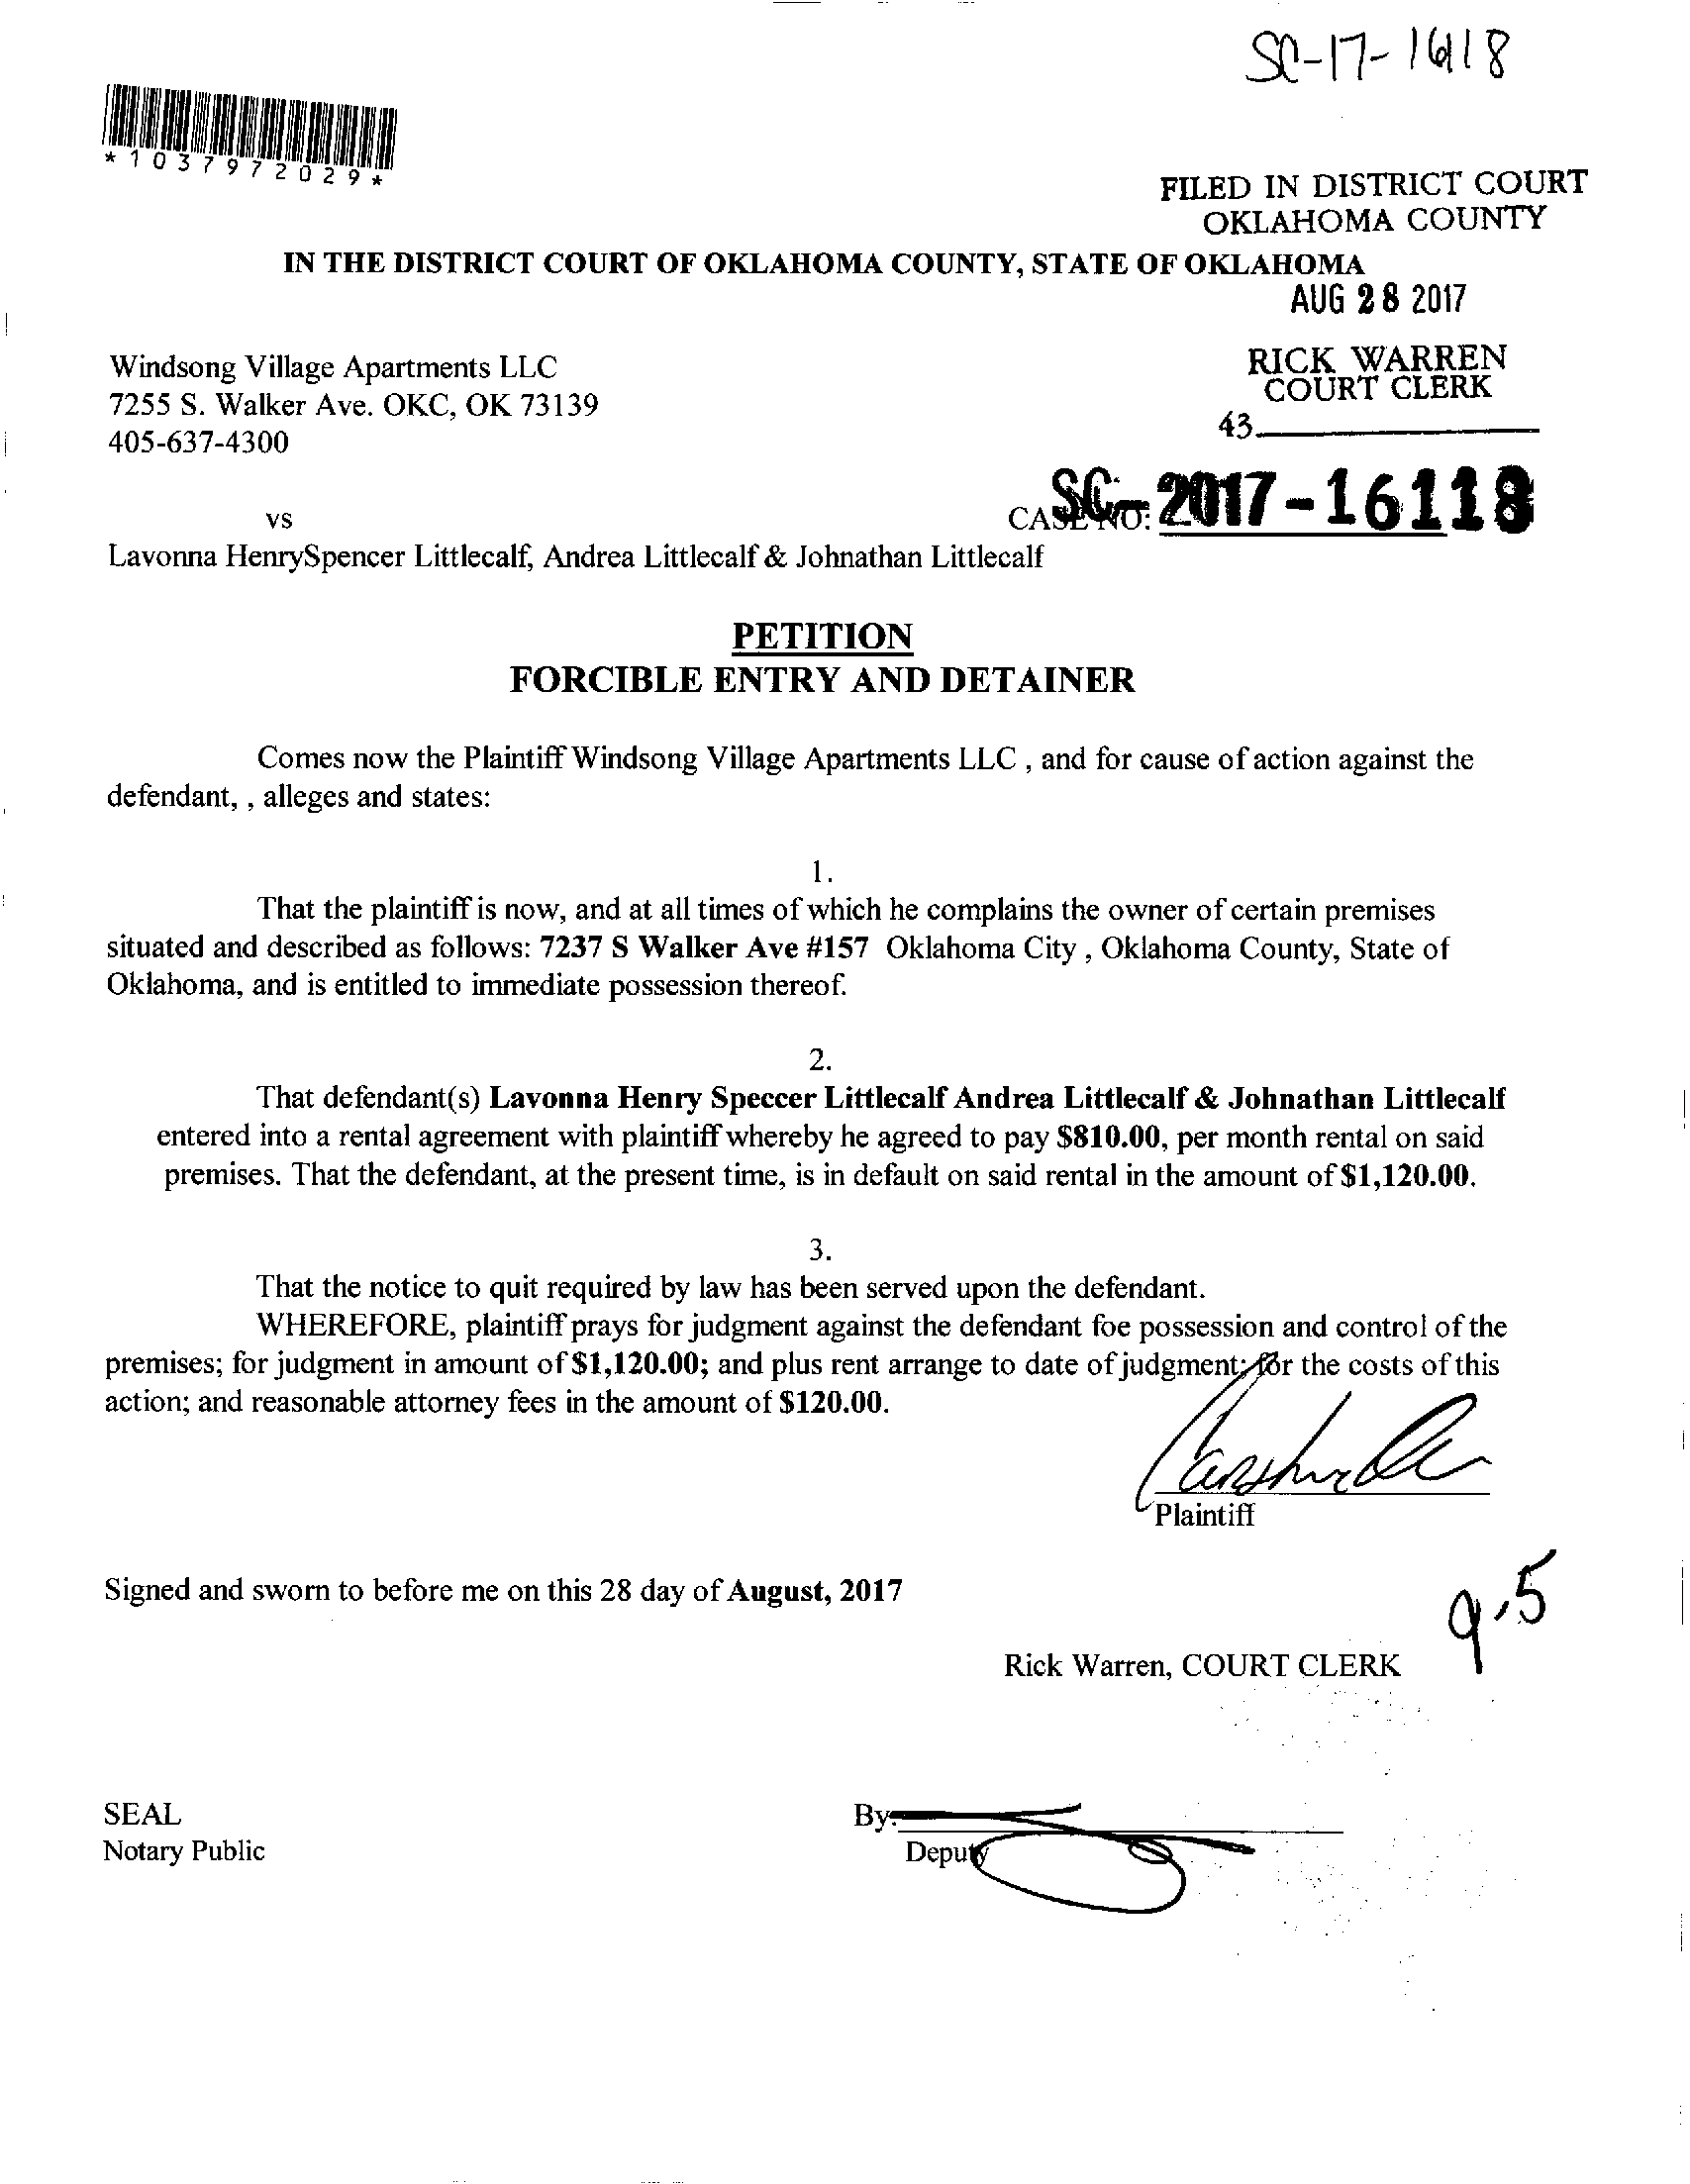 SC-17-16118
*1037972029*
FILED IN DISTRICT COURT
OKLAHOMA COUNTY
IN THE DISTRICT COURT OF OKLAHOMA COUNTY, STATE OF OKLAHOMA
AUG 28 2017
Windsong Village Apartments LLC
RICK WARREN
COURT CLERK
7255 S. Walker Ave. OKC, OK 73139
43
405-637-4300
CASE NO: SC-2017-16118
vs
Lavonna HenrySpencer Littlecalf, Andrea Littlecalf & Johnathan Littlecalf
PETITION
FORCIBLE ENTRY AND DETAINER
Comes now the Plaintiff Windsong Village Apartments LLC , and for cause of action against the
defendant, , alleges and states:
1.
That the plaintiff is now, and at all times of which he complains the owner of certain premises
situated and described as follows: 7237 S Walker Ave #157 Oklahoma City , Oklahoma County, State of
Oklahoma, and is entitled to immediate possession thereof.
2.
That defendant(s) Lavonna Henry Speccer Littlecalf Andrea Littlecalf & Johnathan Littlecalf
entered into a rental agreement with plaintiff whereby he agreed to pay $810.00, per month rental on said
premises. That the defendant, at the present time, is in default on said rental in the amount of $1,120.00.
3.
That the notice to quit required by law has been served upon the defendant.
WHEREFORE, plaintiff prays for judgment against the defendant foe possession and control of the
premises; for judgment in amount of $1,120.00; and plus rent arrange to date of judgment; for the costs of this
action; and reasonable attorney fees in the amount of $120.00.
Plaintiff
Signed and sworn to before me on this 28 day of August, 2017
9.5
Rick Warren, COURT CLERK
SEAL
By:
Notary Public
Deputy